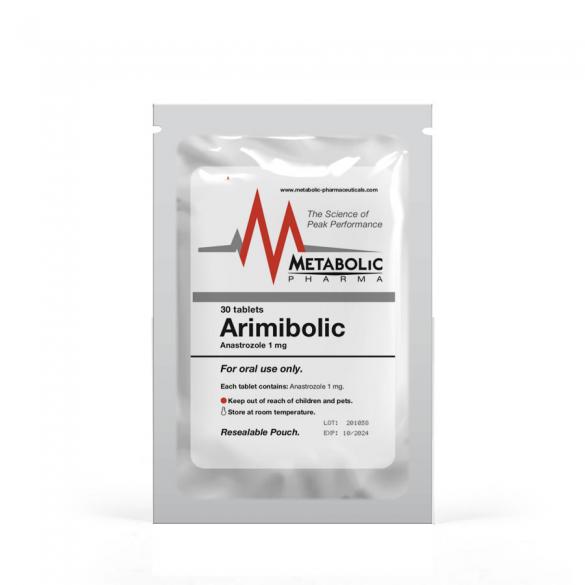 www.metabolic-pharmaceuticals.com
The Science of
Peak Performance
METABOLiC
PHARMA
30 tablets
Arimibolic
Anastrozole 1 mg
For oral use only.
Each tablet contains: Anastrozole 1 mg.
Keep out of reach of children and pets.
Store at room temperature.
LOT: 201058
Resealable Pouch. EXP: 10/2024